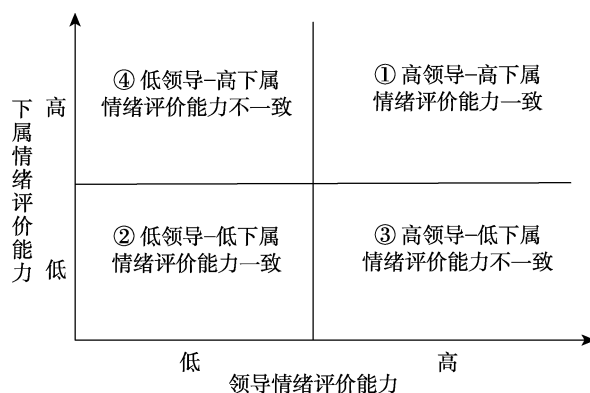 ④ 低领导–高下属
情绪评价能力不一致
① 高领导–高下属
情绪评价能力一致
下属情绪评价能力
高
低
② 低领导–低下属
情绪评价能力一致
③ 高领导–低下属
情绪评价能力不一致
低
高
领导情绪评价能力